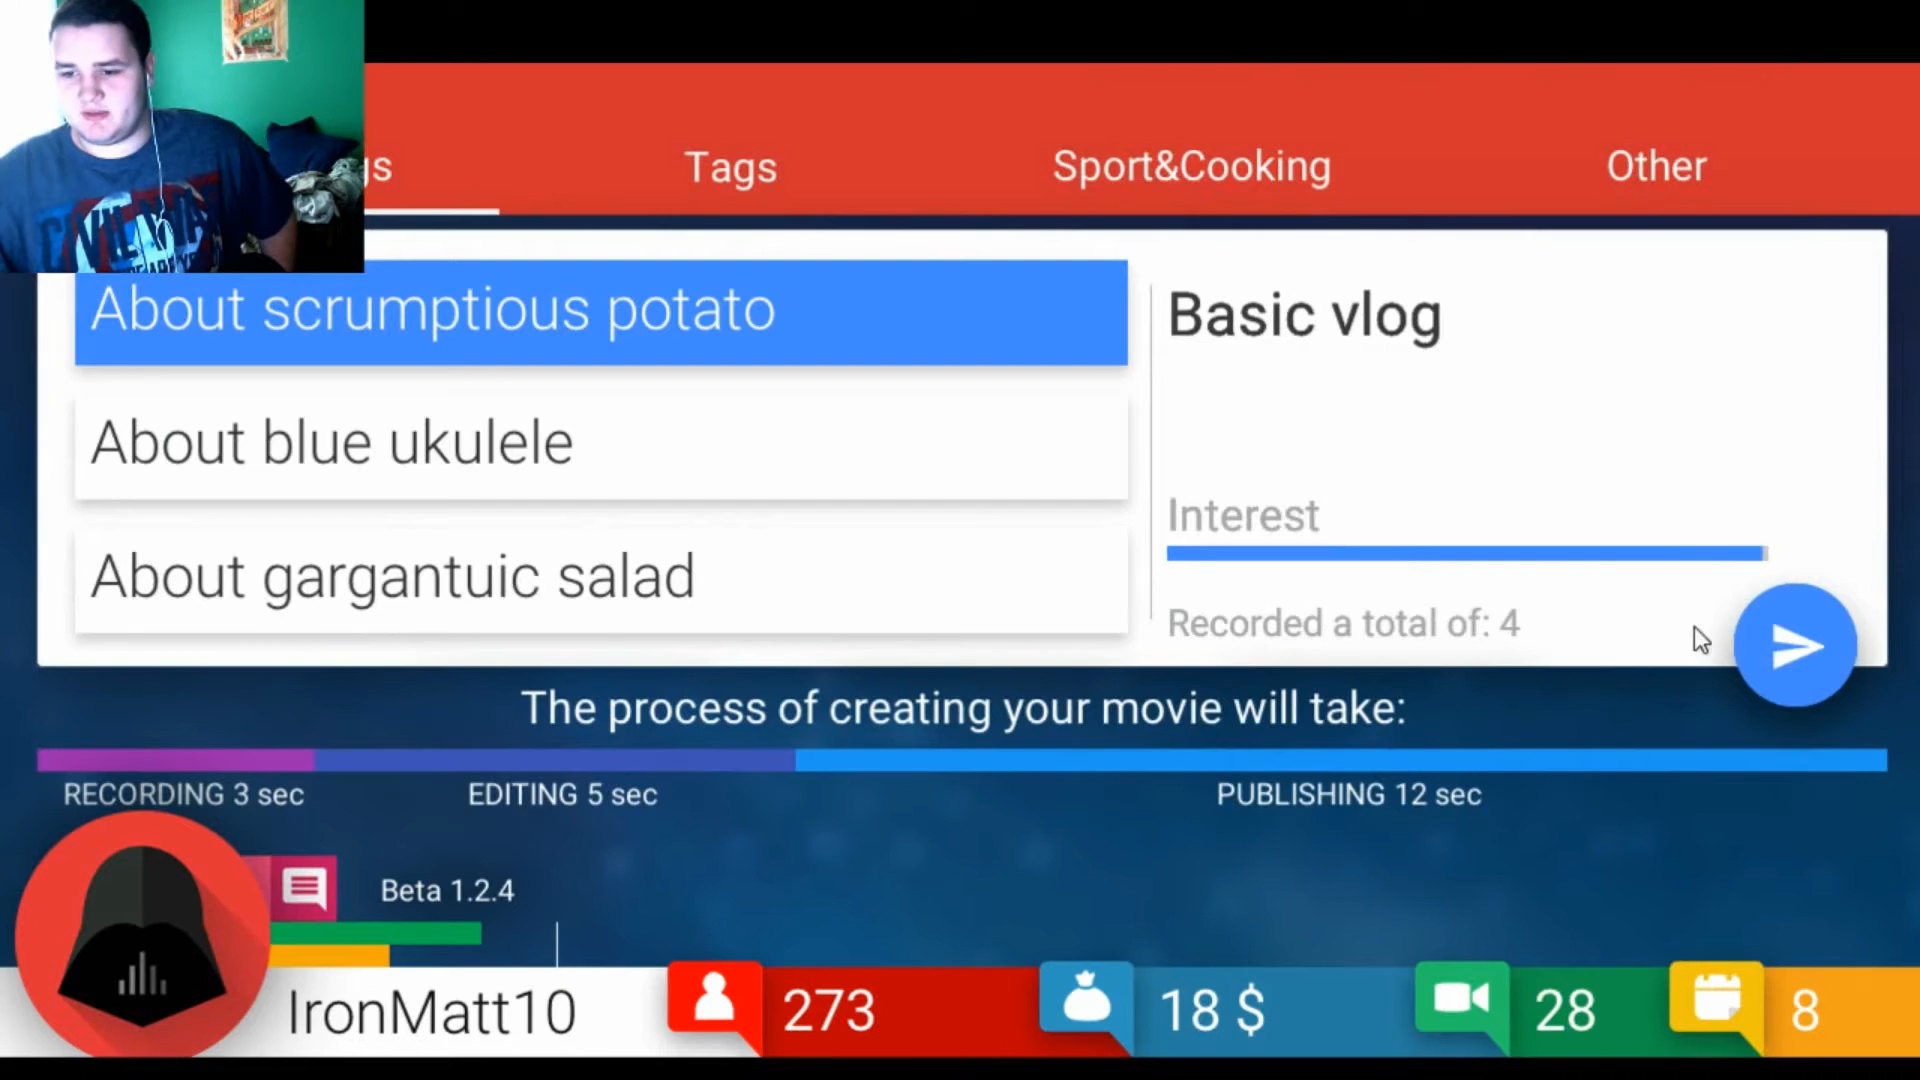 Tags
Sport&Cooking
Other
About scrumptious potato
About blue ukulele
About gargantuic salad
Basic vlog
Interest
Recorded a total of: 4
The process of creating your movie will take:
RECORDING 3 sec
EDITING 5 sec
PUBLISHING 12 sec
Beta 1.2.4
IronMatt10
273
18 $
28
8